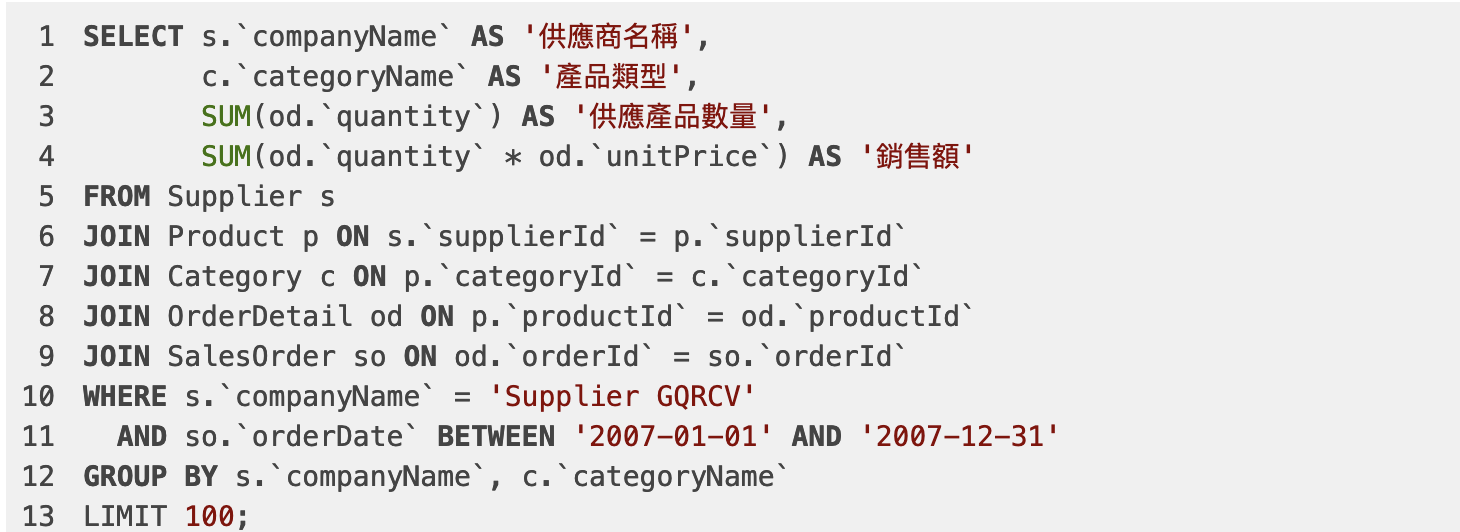 1 SELECT s.`companyName` AS '供應商名稱',
2 c.`categoryName` AS '產品類型',
3 SUM(od.`quantity`) AS '供應產品數量',
4 SUM(od.`quantity` * od.`unitPrice`) AS '銷售額'
5 FROM Supplier s
6 JOIN Product p ON s.`supplierId` = p.`supplierId`
7 JOIN Category c ON p.`categoryId` = c.`categoryId`
8 JOIN OrderDetail od ON p.`productId` = od.`productId`
9 JOIN SalesOrder so ON od.`orderId` = so.`orderId`
10 WHERE s.`companyName` = 'Supplier GQRCV'
11 AND so.`orderDate` BETWEEN '2007-01-01' AND '2007-12-31'
12 GROUP BY s.`companyName`, c.`categoryName`
13 LIMIT 100;